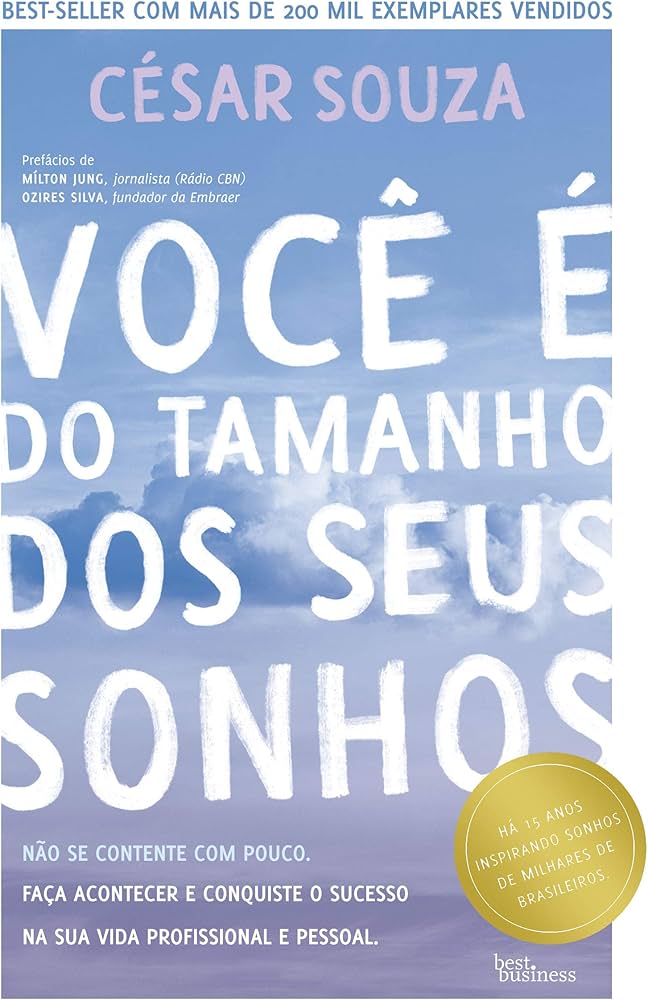 BEST-SELLER COM MAIS DE 200 MIL EXEMPLARES VENDIDOS
CÉSAR SOUZA
Prefácios de
MÍLTON JUNG, jornalista (Rádio CBN)
OZIRES SILVA, fundador da Embraer
VOCÊ É
DO TAMANHO
DOS SEUS
SONHOS
HÁ 15 ANOS
INSPIRANDO SONHOS
DE MILHARES DE
BRASILEIROS.
NÃO SE CONTENTE COM POUCO.
FAÇA ACONTECER E CONQUISTE O SUCESSO
NA SUA VIDA PROFISSIONAL E PESSOAL.
best.
business